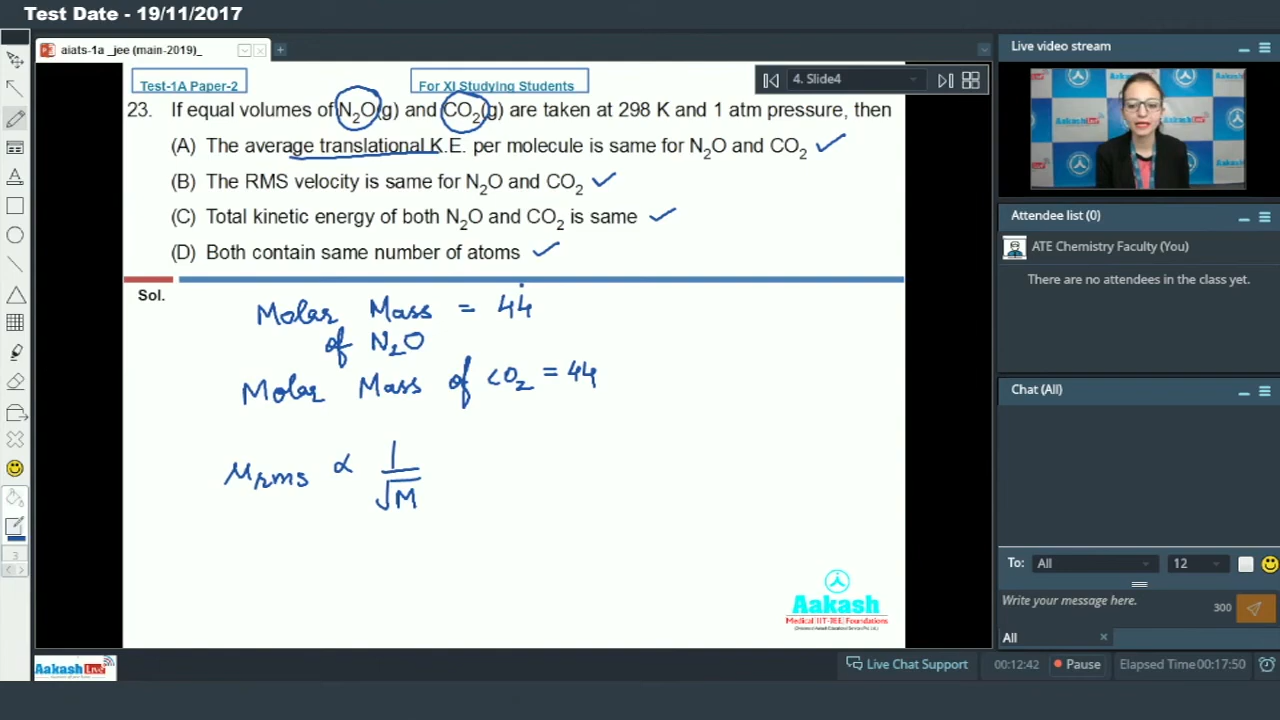 Test Date - 19/11/2017
aiats-1a _jee (main-2019)_
Live video stream
Test-1A Paper-2
For XI Studying Students
4. Slide4
23. If equal volumes of N₂O(g) and CO₂(g) are taken at 298 K and 1 atm pressure, then
(A) The average translational K.E. per molecule is same for N₂O and CO₂
(B) The RMS velocity is same for N₂O and CO₂
(C) Total kinetic energy of both N₂O and CO₂ is same
(D) Both contain same number of atoms
Sol.
Molar Mass = 44
of N₂O
Molar Mass of CO₂ = 44
μrms ∝ 1/√M
Attendee list (0)
ATE Chemistry Faculty (You)
There are no attendees in the class yet.
Chat (All)
To: All 12
Write your message here.
300
All
Aakash
Medical|IIT-JEE|Foundations
3
Aakash Live
Live Chat Support
00:12:42
Pause
Elapsed Time 00:17:50